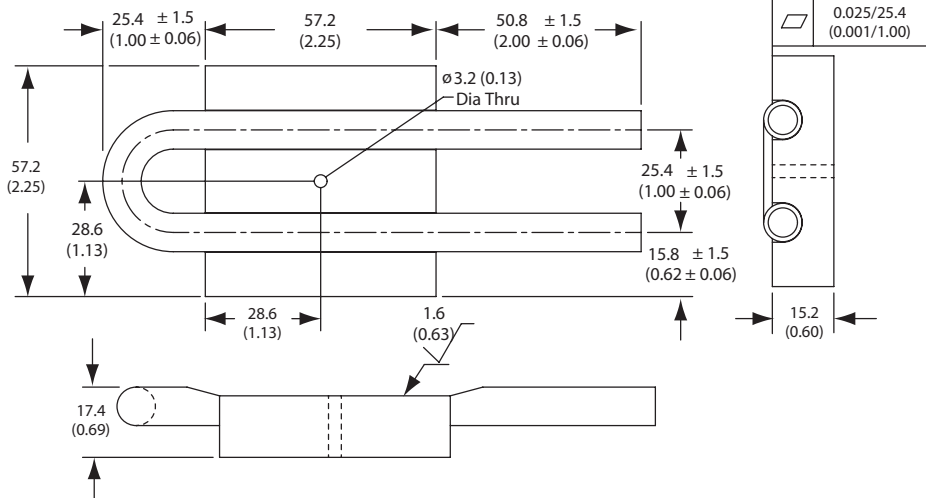 25.4 ± 1.5
(1.00 ± 0.06)
57.2
(2.25)
50.8 ± 1.5
(2.00 ± 0.06)
0.025/25.4
(0.001/1.00)
ø3.2 (0.13)
Dia Thru
57.2
(2.25)
28.6
(1.13)
25.4 ± 1.5
(1.00 ± 0.06)
15.8 ± 1.5
(0.62 ± 0.06)
28.6
(1.13)
1.6
(0.63)
15.2
(0.60)
17.4
(0.69)